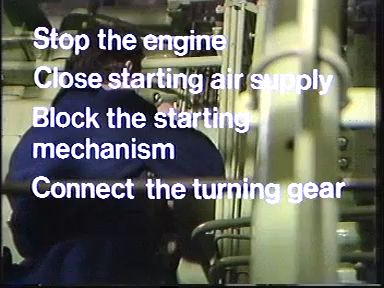 Stop the engine
Close starting air supply
Block the starting
mechanism
Connect the turning gear